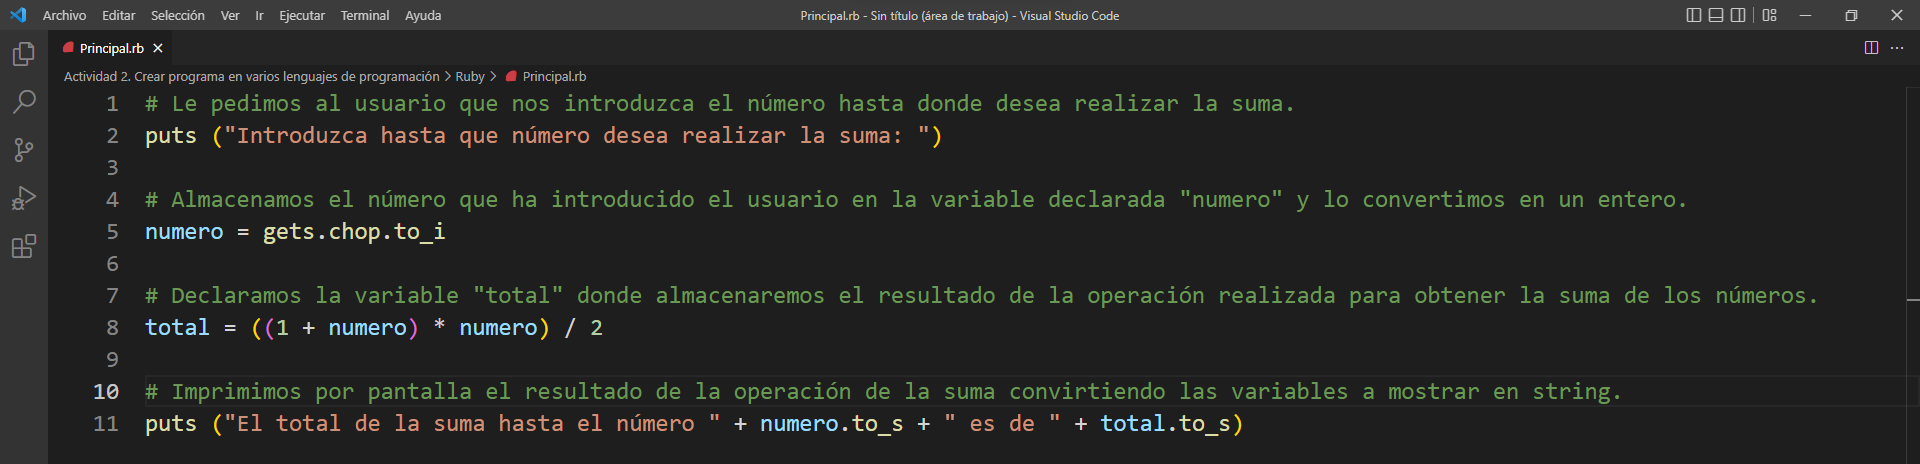 Archivo Editar Selección Ver Ir Ejecutar Terminal Ayuda Principal.rb - Sin título (área de trabajo) - Visual Studio Code
Principal.rb
Actividad 2. Crear programa en varios lenguajes de programación > Ruby > Principal.rb
1 # Le pedimos al usuario que nos introduzca el número hasta donde desea realizar la suma.
2 puts ("Introduzca hasta que número desea realizar la suma: ")
3
4 # Almacenamos el número que ha introducido el usuario en la variable declarada "numero" y lo convertimos en un entero.
5 numero = gets.chop.to_i
6
7 # Declaramos la variable "total" donde almacenaremos el resultado de la operación realizada para obtener la suma de los números.
8 total = ((1 + numero) * numero) / 2
9
10 # Imprimimos por pantalla el resultado de la operación de la suma convirtiendo las variables a mostrar en string.
11 puts ("El total de la suma hasta el número " + numero.to_s + " es de " + total.to_s)